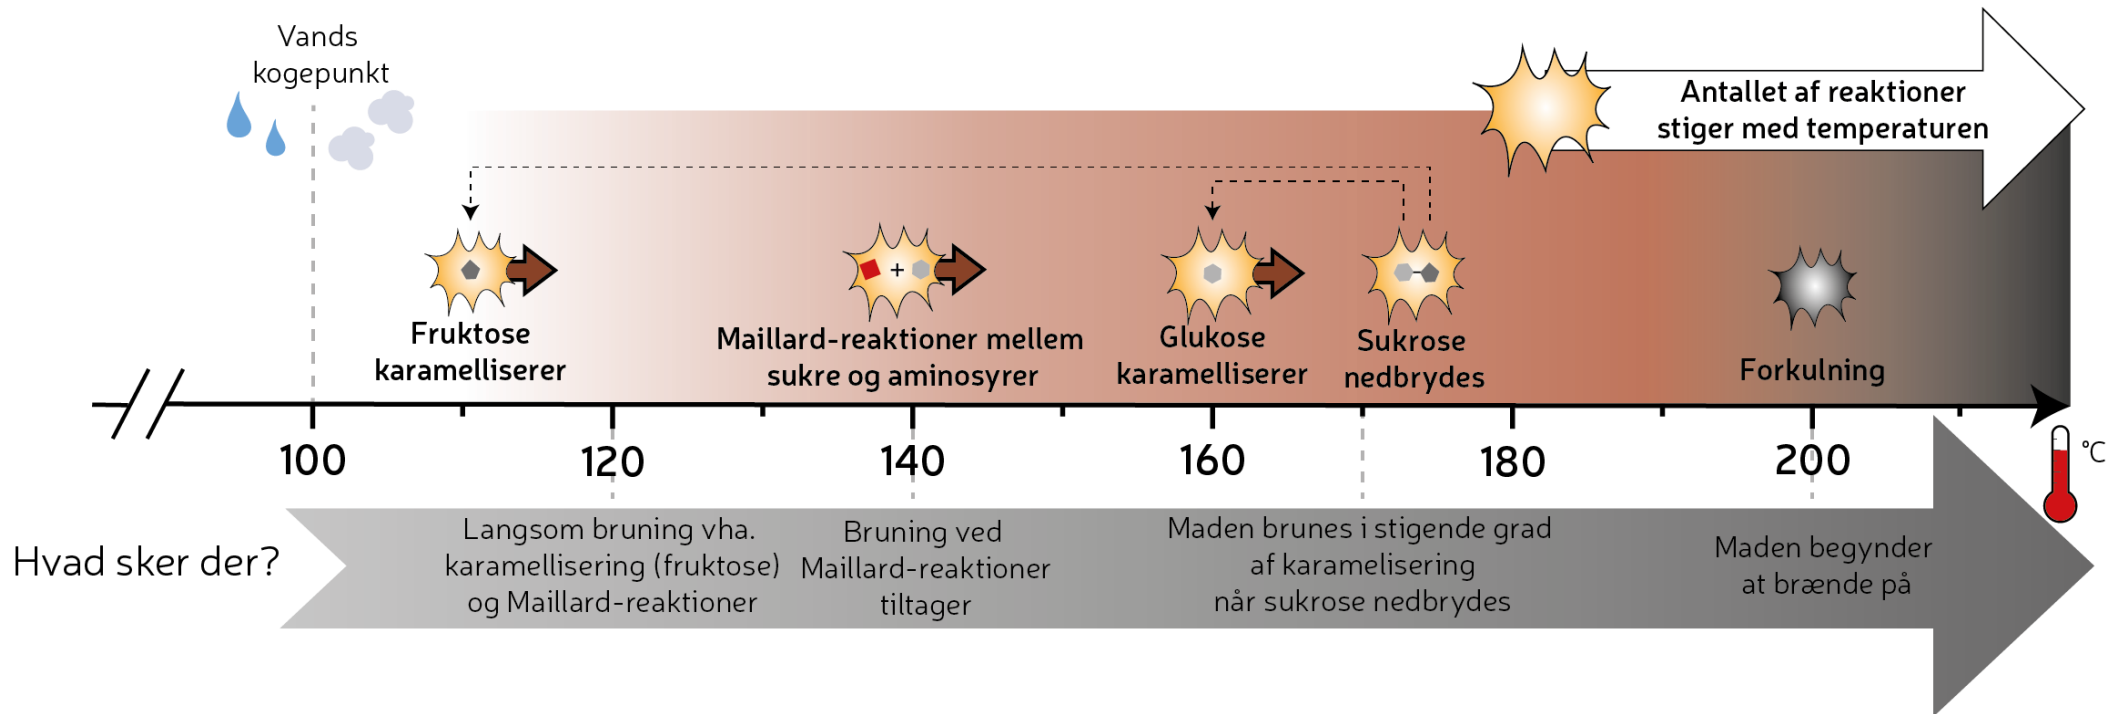 Vands
kogepunkt
Antallet af reaktioner
stiger med temperaturen
Fruktose
karamelliserer
Maillard-reaktioner mellem
sukre og aminosyrer
Glukose
karamelliserer
Sukrose
nedbrydes
Forkulning
100
120
140
160
180
200
°C
Hvad sker der?
Langsom bruning vha.
karamellisering (fruktose)
og Maillard-reaktioner
Bruning ved
Maillard-reaktioner
tiltager
Maden brunes i stigende grad
af karamelisering
når sukrose nedbrydes
Maden begynder
at brænde på